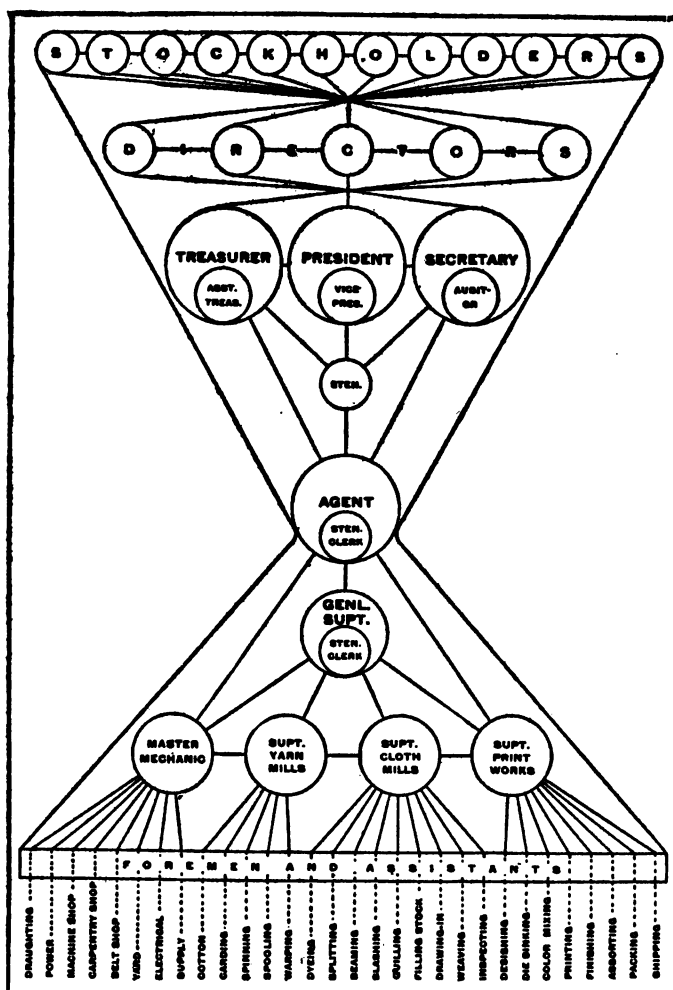 STOCKHOLDERS
DIRECTORS
TREASURER
ASST.
TREAS.
PRESIDENT
VICE
PRES.
SECRETARY
AUDIT-
OR
STEN.
AGENT
STEN.
CLERK
GENL.
SUPT.
STEN.
CLERK
MASTER
MECHANIC
SUPT.
YARN
MILLS
SUPT.
CLOTH
MILLS
SUPT.
PRINT
WORKS
FOREMEN AND ASSISTANTS
DRAUGHTING
POWER
MACHINE SHOP
CARPENTRY SHOP
BELT SHOP
YARD
ELECTRICAL
SUPPLY
COTTON
CARDING
SPINNING
SPOOLING
WARPING
DYEING
SPLITTING
BEAMING
SLASHING
QUILLING
FILLING STOCK
DRAWING-IN
WEAVING
INSPECTING
DESIGNING
DIE SINKING
COLOR MIXING
PRINTING
FINISHING
ASSORTING
PACKING
SHIPPING